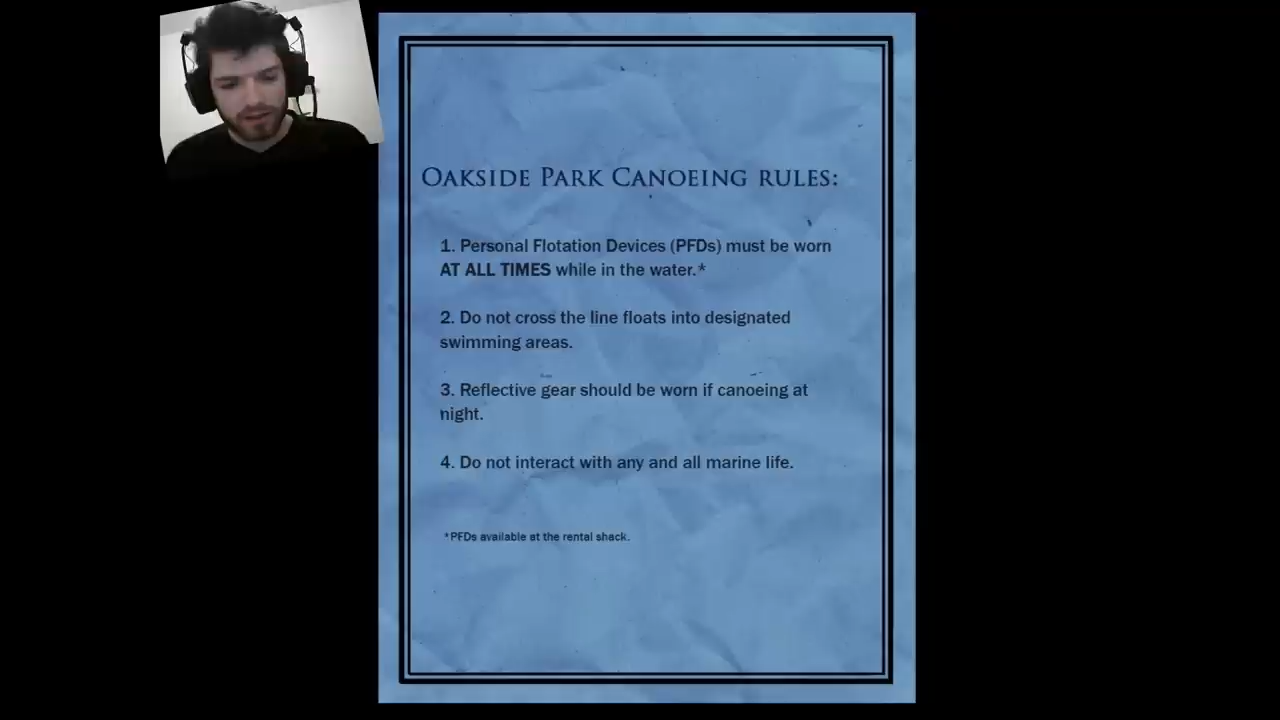 OAKSIDE PARK CANOEING RULES:
1. Personal Flotation Devices (PFDs) must be worn
AT ALL TIMES while in the water.*
2. Do not cross the line floats into designated
swimming areas.
3. Reflective gear should be worn if canoeing at
night.
4. Do not interact with any and all marine life.
*PFDs available at the rental shack.